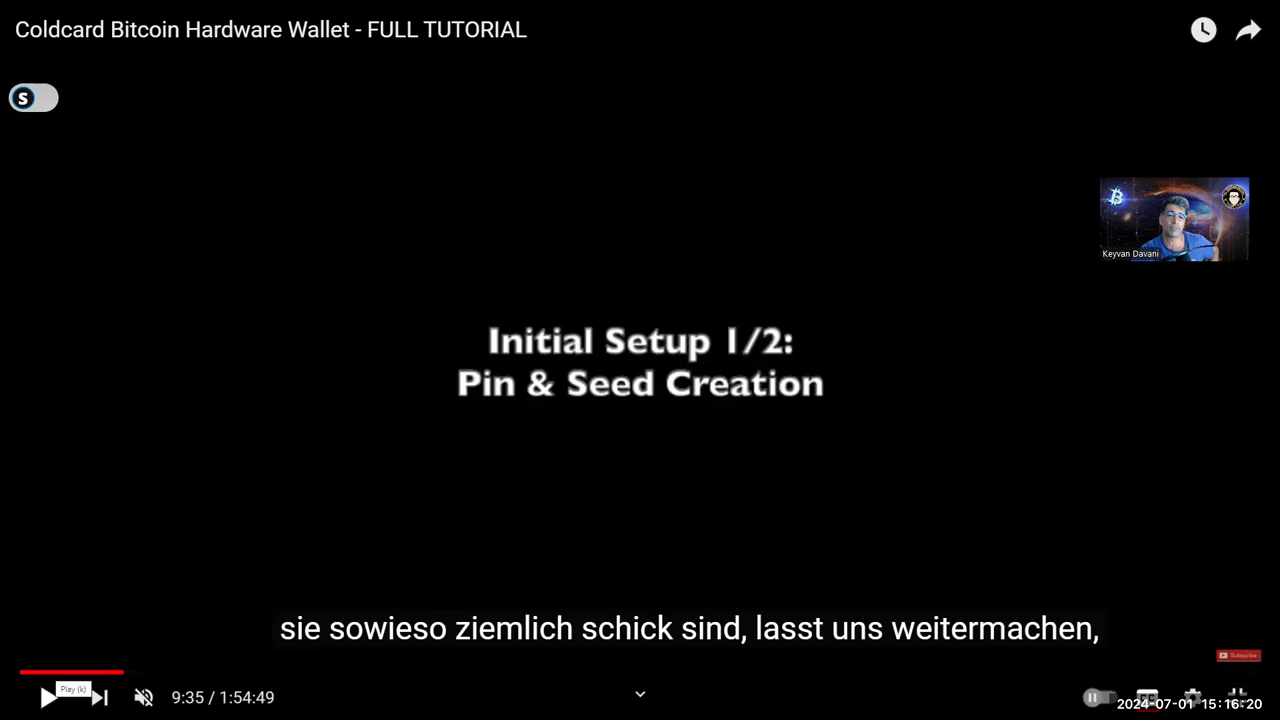 Coldcard Bitcoin Hardware Wallet - FULL TUTORIAL
S
Keyvan Davani
Initial Setup 1/2:
Pin & Seed Creation
sie sowieso ziemlich schick sind, lasst uns weitermachen,
Subscribe
Play (k)
9:35 / 1:54:49
2024-07-01 15:16:20